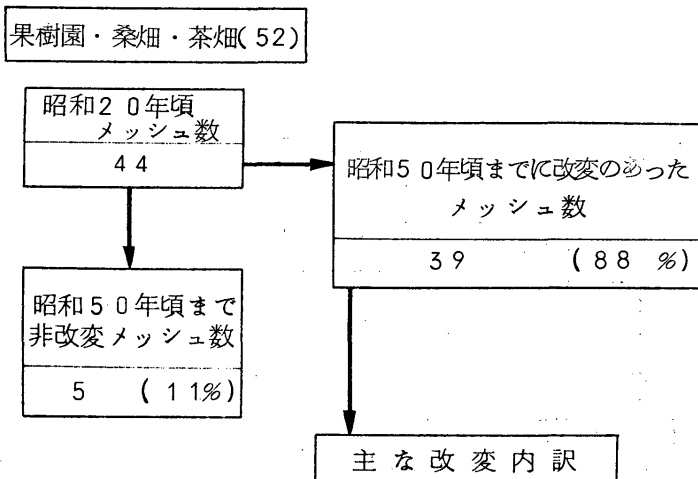 果樹園・桑畑・茶畑(52)
昭和20年頃
メッシュ数
44
昭和50年頃までに改変のあった
メッシュ数
39 (88 %)
昭和50年頃まで
非改変メッシュ数
5 (11%)
主な改変内訳